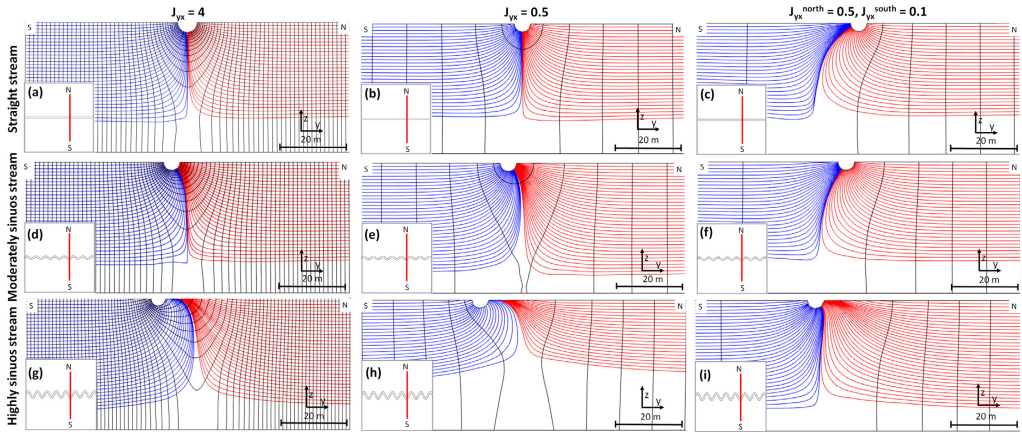 J_yx = 4
J_yx = 0.5
J_yx^north = 0.5, J_yx^south = 0.1
Straight stream
S
N
(a)
N
S
z
y
20 m
S
N
(b)
N
S
z
y
20 m
S
N
(c)
N
S
z
y
20 m
Moderately sinuos stream
S
N
(d)
N
S
z
y
20 m
S
N
(e)
N
S
z
y
20 m
S
N
(f)
N
S
z
y
20 m
Highly sinuos stream
S
N
(g)
N
S
z
y
20 m
S
N
(h)
N
S
z
y
20 m
S
N
(i)
N
S
z
y
20 m